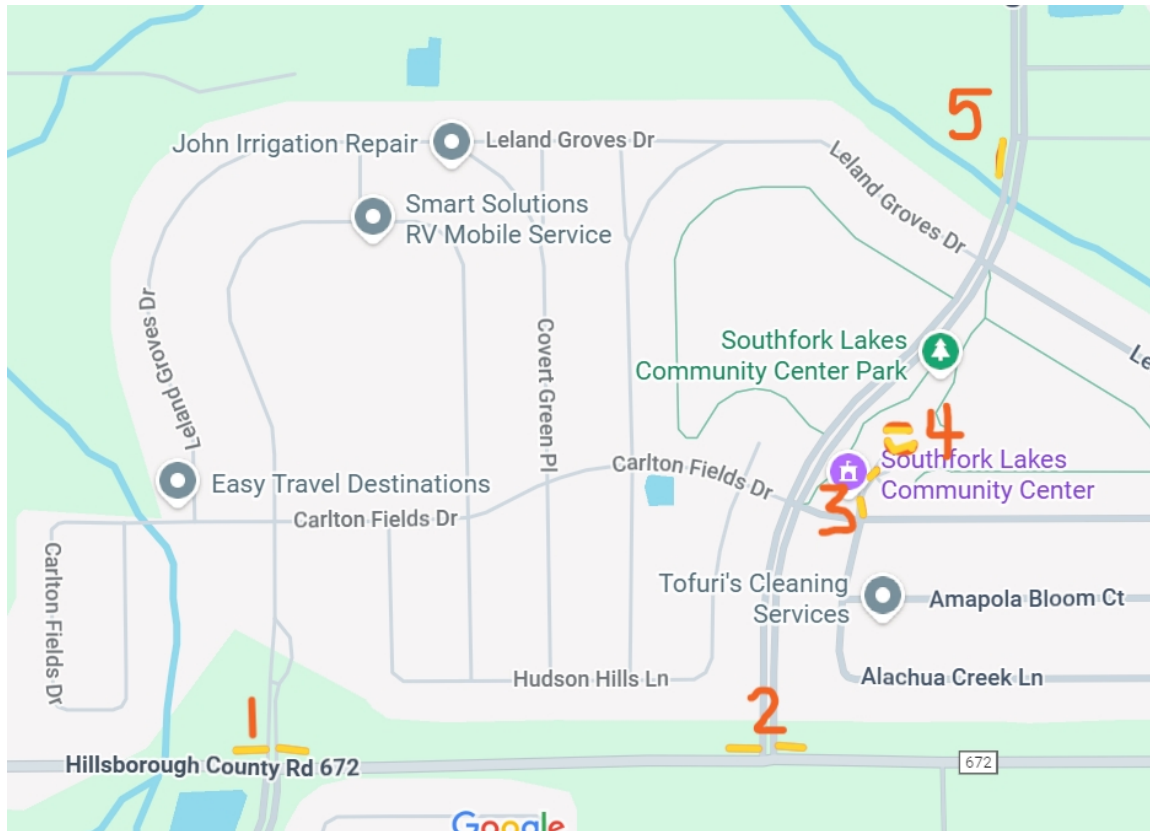 5
John Irrigation Repair
Leland Groves Dr
Leland Groves Dr
Smart Solutions
RV Mobile Service
Leland Groves Dr
Covert Green Pl
Southfork Lakes
Community Center Park
Le
4
Southfork Lakes
Community Center
Carlton Fields Dr
Easy Travel Destinations
3
Carlton Fields Dr
Carlton Fields Dr
Tofuri's Cleaning
Services
Amapola Bloom Ct
Hudson Hills Ln
Alachua Creek Ln
1
2
Hillsborough County Rd 672
672
Google